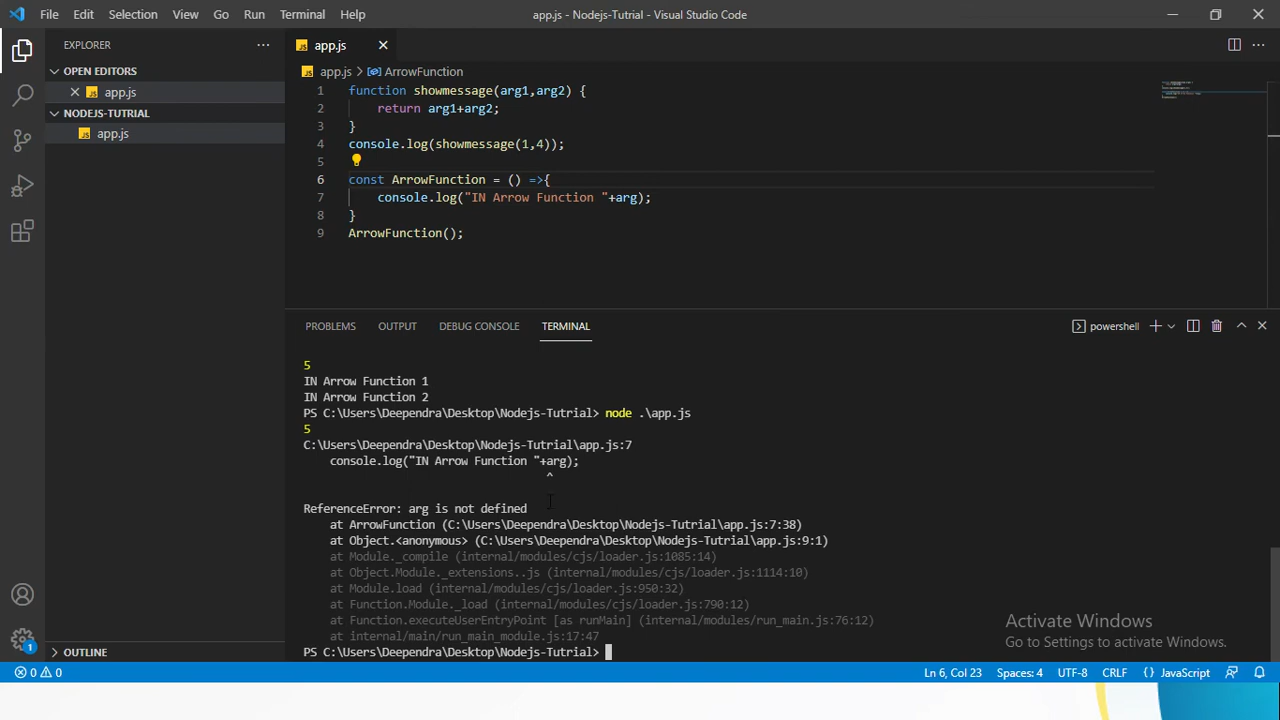 File Edit Selection View Go Run Terminal Help app.js - Nodejs-Tutrial - Visual Studio Code
EXPLORER
OPEN EDITORS
app.js
NODEJS-TUTRIAL
app.js
OUTLINE
app.js
app.js > ArrowFunction
1 function showmessage(arg1,arg2) {
2 return arg1+arg2;
3 }
4 console.log(showmessage(1,4));
5
6 const ArrowFunction = () =>{
7 console.log("IN Arrow Function "+arg);
8 }
9 ArrowFunction();
PROBLEMS OUTPUT DEBUG CONSOLE TERMINAL powershell
5
IN Arrow Function 1
IN Arrow Function 2
PS C:\Users\Deependra\Desktop\Nodejs-Tutrial> node .\app.js
5
C:\Users\Deependra\Desktop\Nodejs-Tutrial\app.js:7
console.log("IN Arrow Function "+arg);
^
ReferenceError: arg is not defined
at ArrowFunction (C:\Users\Deependra\Desktop\Nodejs-Tutrial\app.js:7:38)
at Object.<anonymous> (C:\Users\Deependra\Desktop\Nodejs-Tutrial\app.js:9:1)
at Module._compile (internal/modules/cjs/loader.js:1085:14)
at Object.Module._extensions..js (internal/modules/cjs/loader.js:1114:10)
at Module.load (internal/modules/cjs/loader.js:950:32)
at Function.Module._load (internal/modules/cjs/loader.js:790:12)
at Function.executeUserEntryPoint [as runMain] (internal/modules/run_main.js:76:12)
at internal/main/run_main_module.js:17:47
PS C:\Users\Deependra\Desktop\Nodejs-Tutrial>
Activate Windows
Go to Settings to activate Windows.
1
0 0 Ln 6, Col 23 Spaces: 4 UTF-8 CRLF {} JavaScript